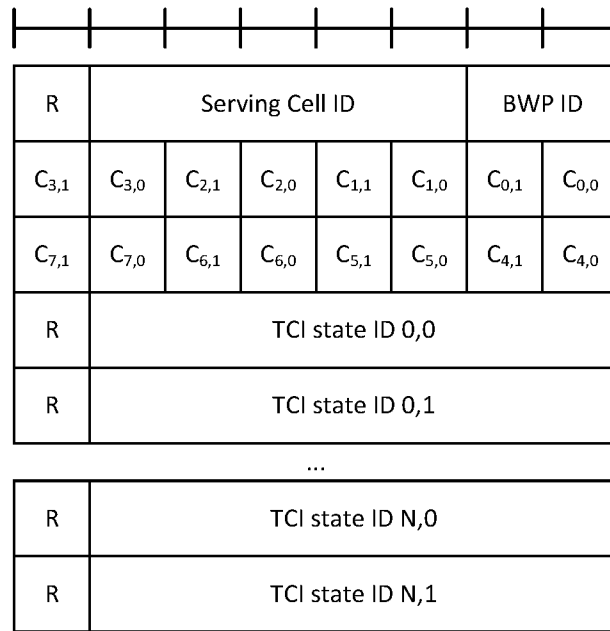 R Serving Cell ID BWP ID
C3,1 C3,0 C2,1 C2,0 C1,1 C1,0 C0,1 C0,0
C7,1 C7,0 C6,1 C6,0 C5,1 C5,0 C4,1 C4,0
R TCI state ID 0,0
R TCI state ID 0,1
...
R TCI state ID N,0
R TCI state ID N,1